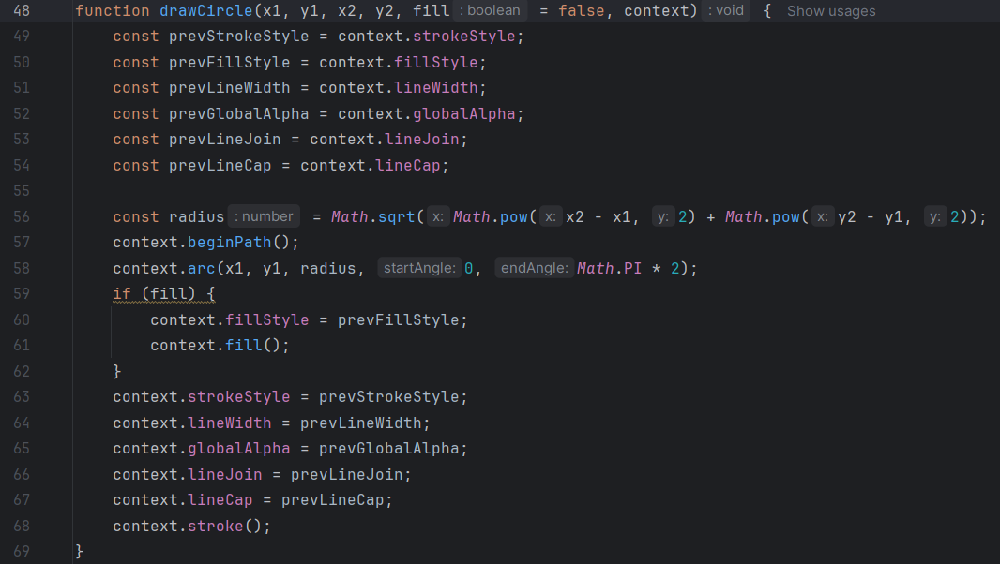 48 function drawCircle(x1, y1, x2, y2, fill : boolean = false, context) : void { Show usages
49 const prevStrokeStyle = context.strokeStyle;
50 const prevFillStyle = context.fillStyle;
51 const prevLineWidth = context.lineWidth;
52 const prevGlobalAlpha = context.globalAlpha;
53 const prevLineJoin = context.lineJoin;
54 const prevLineCap = context.lineCap;
55
56 const radius : number = Math.sqrt( x: Math.pow( x: x2 - x1, y: 2) + Math.pow( x: y2 - y1, y: 2));
57 context.beginPath();
58 context.arc(x1, y1, radius, startAngle: 0, endAngle: Math.PI * 2);
59 if (fill) {
60 context.fillStyle = prevFillStyle;
61 context.fill();
62 }
63 context.strokeStyle = prevStrokeStyle;
64 context.lineWidth = prevLineWidth;
65 context.globalAlpha = prevGlobalAlpha;
66 context.lineJoin = prevLineJoin;
67 context.lineCap = prevLineCap;
68 context.stroke();
69 }